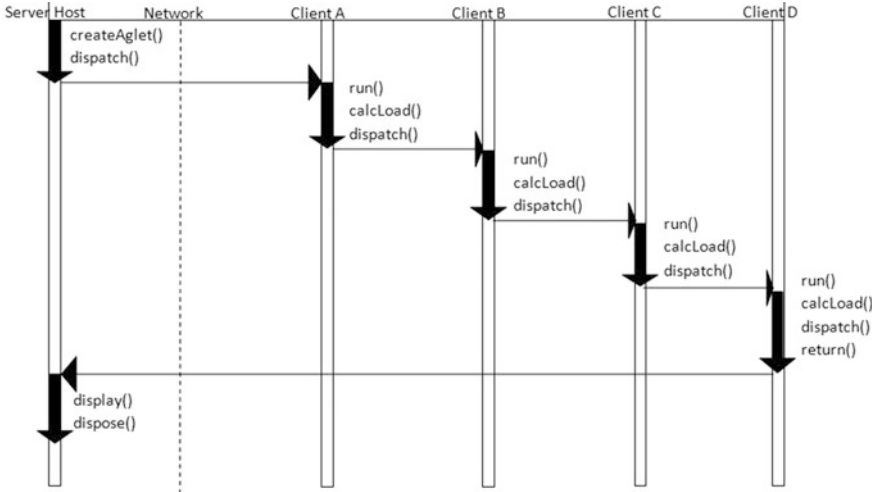 Server Host Network Client A Client B Client C Client D
createAglet()
dispatch()
run()
calcLoad()
dispatch()
run()
calcLoad()
dispatch()
run()
calcLoad()
dispatch()
run()
calcLoad()
dispatch()
return()
display()
dispose()